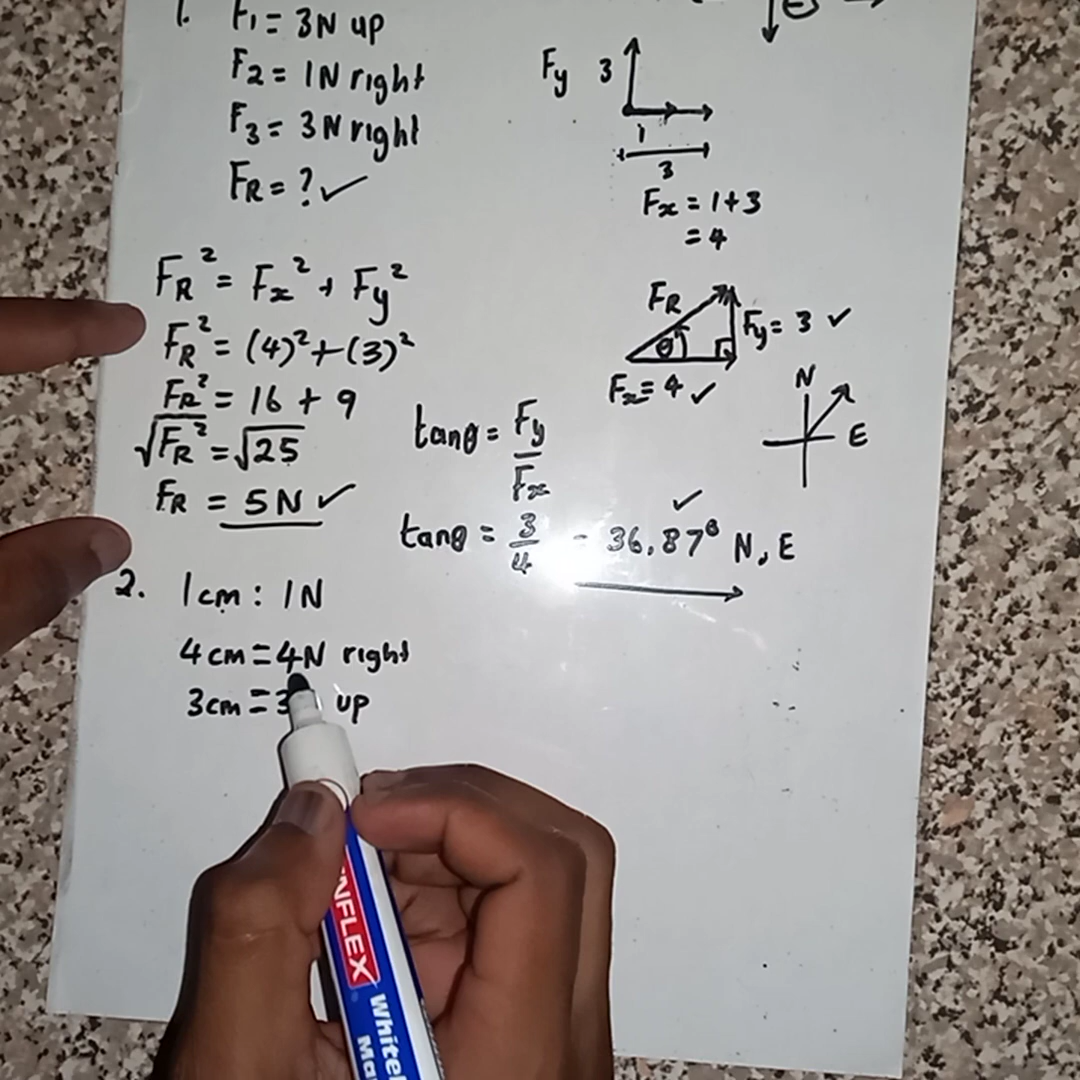 1. F1 = 3N up
F2 = 1N right
F3 = 3N right
FR = ? ✓
Fy 3
1
3
Fx = 1+3
= 4
FR² = Fx² + Fy²
FR² = (4)² + (3)²
FR² = 16 + 9
√FR² = √25
FR = 5N ✓
FR
θ
Fy = 3 ✓
Fx = 4 ✓
N
E
tanθ = Fy/Fx
tanθ = 3/4 = 36,87° N, E ✓
2. 1cm : 1N
4cm = 4N right
3cm = 3 up
NFLEX
White
Ma